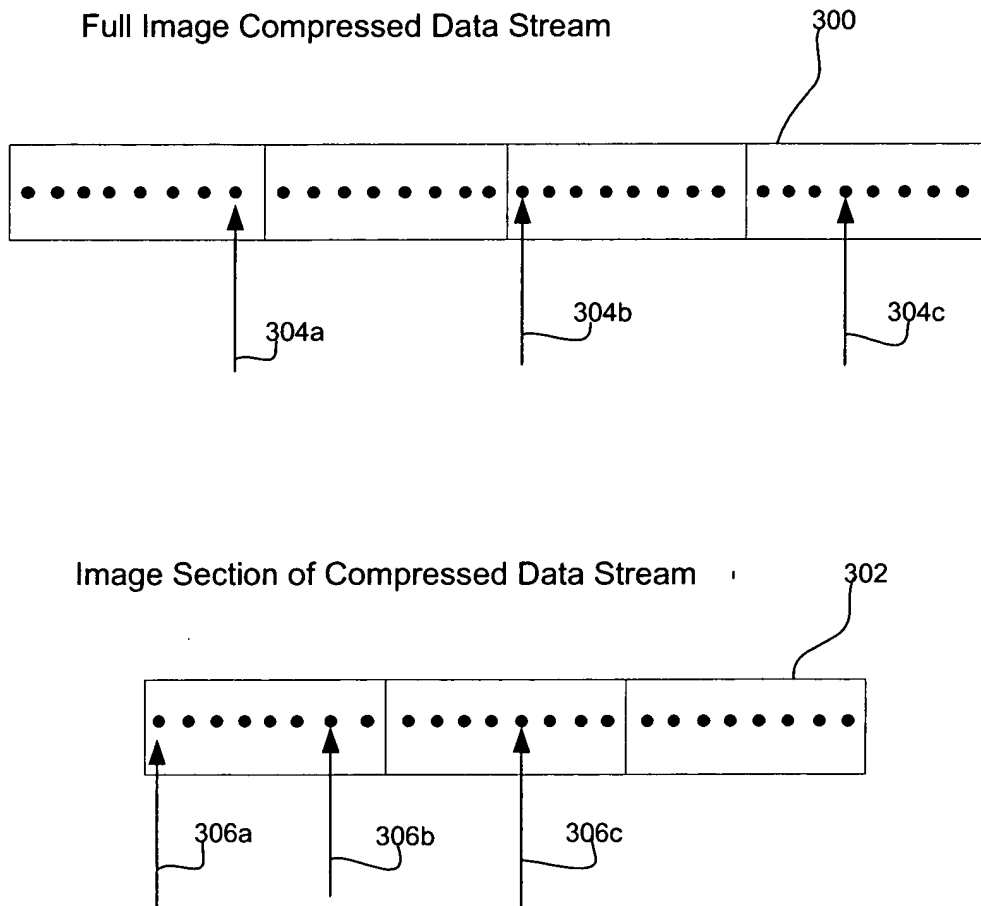 Full Image Compressed Data Stream
300
304a
304b
304c
Image Section of Compressed Data Stream
302
306a
306b
306c